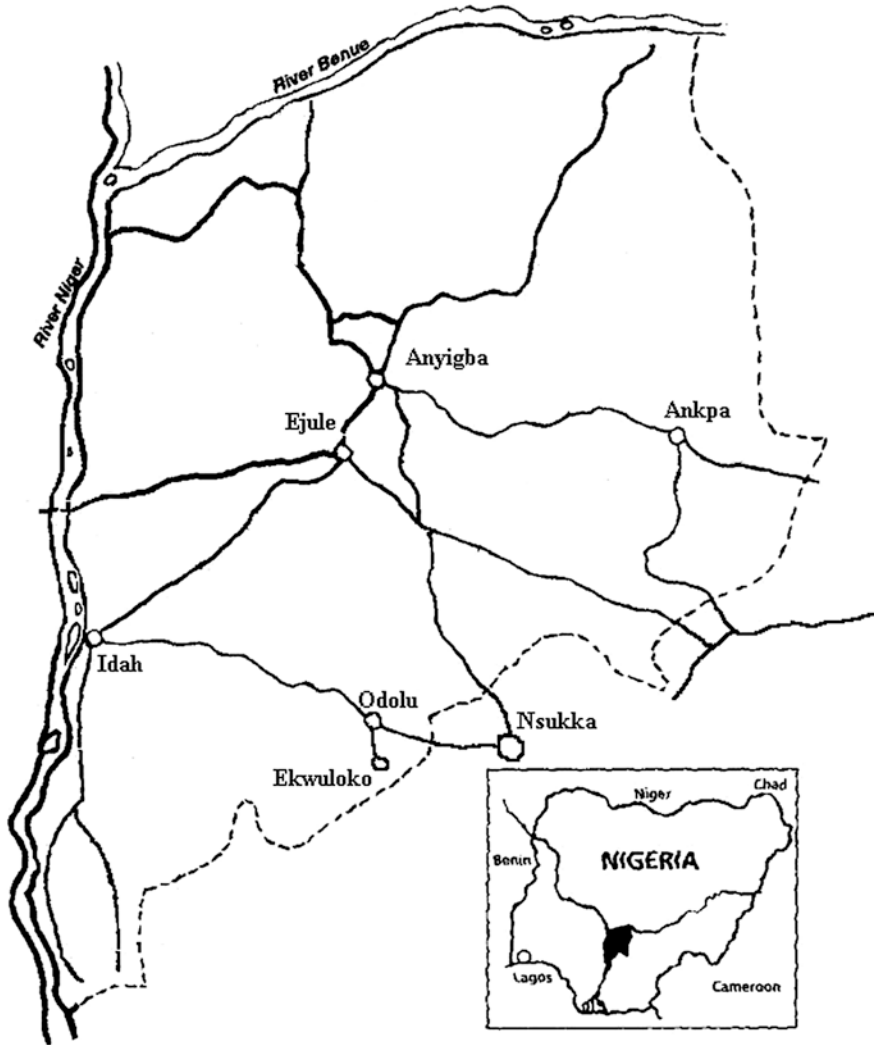 River Benue
River Niger
Anyigba
Ankpa
Ejule
Idah
Odolu
Nsukka
Ekwuloko
Niger
Chad
Benin
NIGERIA
Lagos
Cameroon